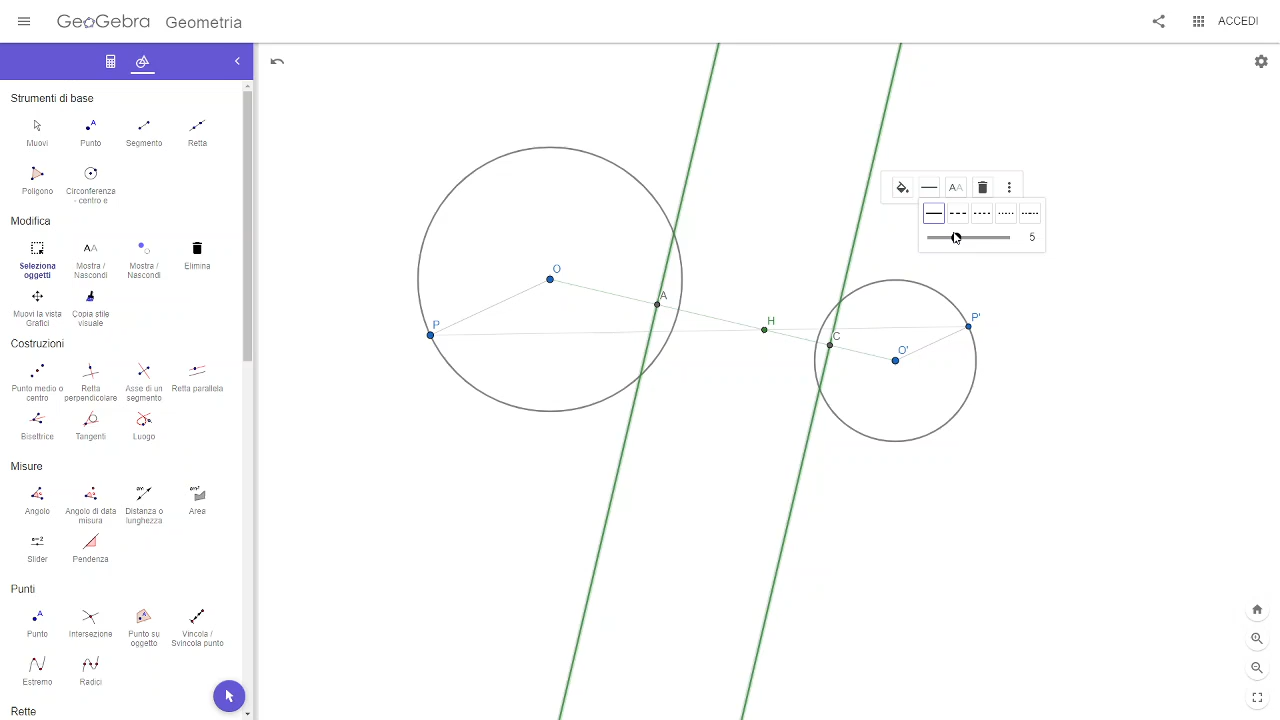 GeoGebra Geometria
ACCEDI
Strumenti di base
Muovi Punto Segmento Retta
Poligono Circonferenza
- centro e
Modifica
Seleziona oggetti
Mostra / Nascondi
Mostra / Nascondi
Elimina
Muovi la vista Grafici
Copia stile visuale
Costruzioni
Punto medio o centro
Retta perpendicolare
Asse di un segmento
Retta parallela
Bisettrice Tangenti Luogo
Misure
Angolo
Angolo di data misura
Distanza o lunghezza
Area
a=2
Slider Pendenza
Punti
Punto Intersezione
Punto su oggetto
Vincola / Svincola punto
Estremo Radici
Rette
AA
5
O
A
P
H
P'
C
O'